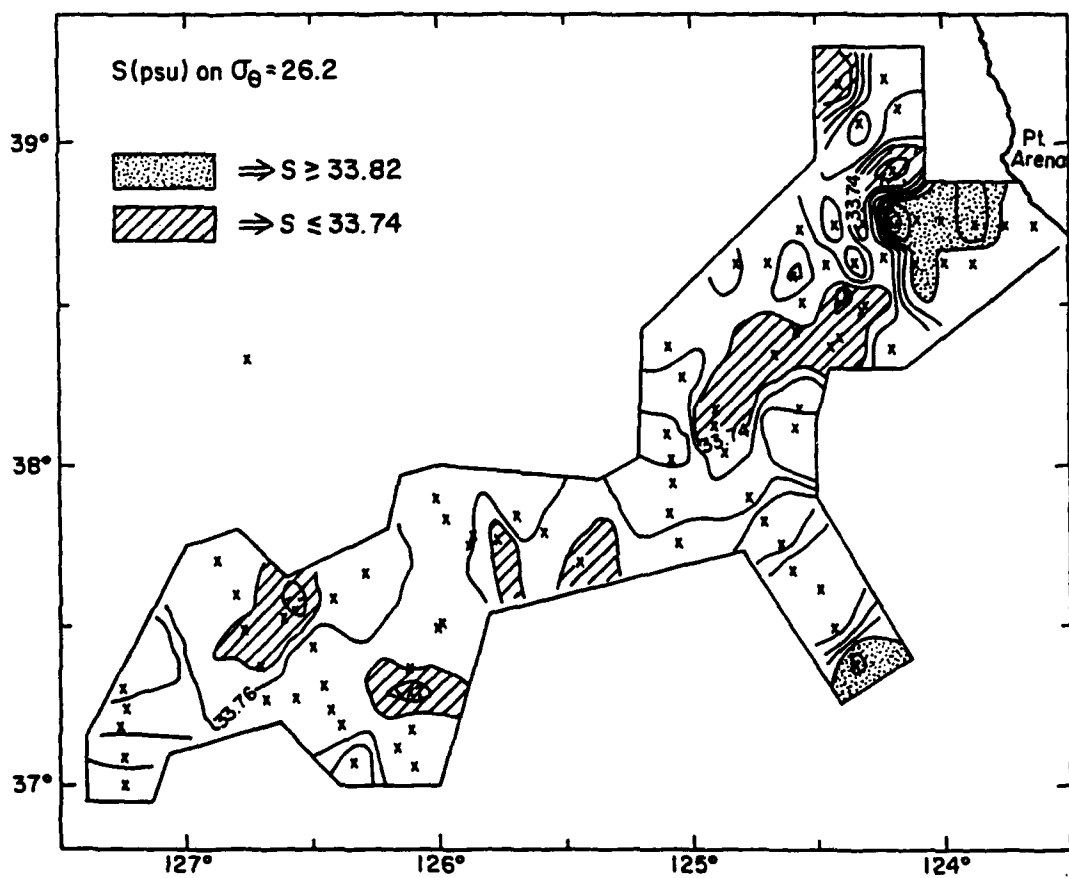 S(psu) on σθ = 26.2
⇒ S ≥ 33.82
⇒ S ≤ 33.74
39°
38°
37°
127°
126°
125°
124°
Pt.
Arena
33.74
33.74
33.76